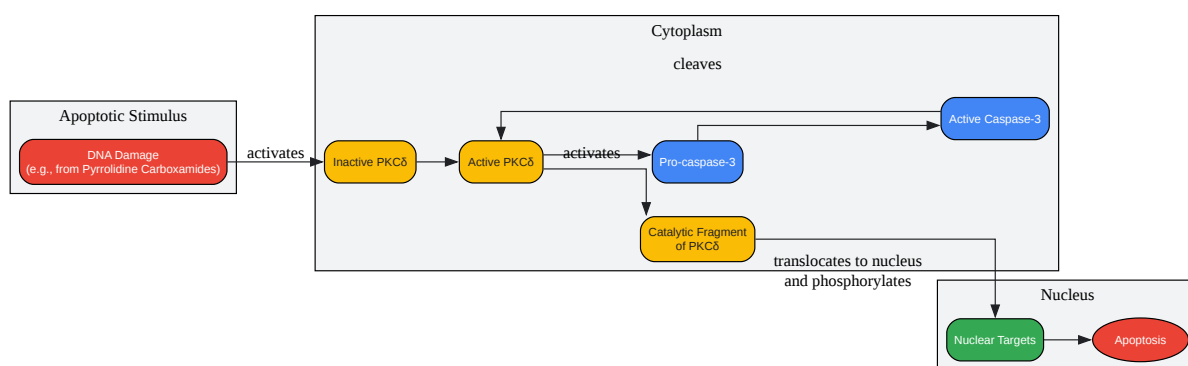 Cytoplasm
cleaves
Apoptotic Stimulus
Active Caspase-3
DNA Damage
(e.g., from Pyrrolidine Carboxamides)
activates
Inactive PKCδ
Active PKCδ
activates
Pro-caspase-3
Catalytic Fragment
of PKCδ
translocates to nucleus
and phosphorylates
Nucleus
Nuclear Targets
Apoptosis